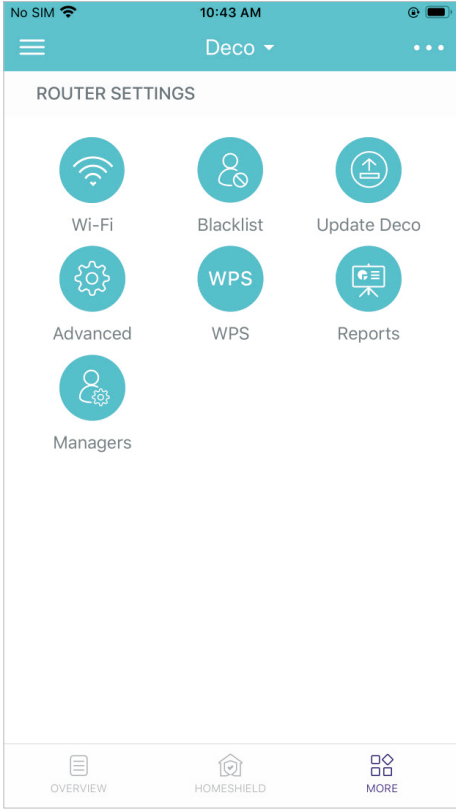 No SIM 10:43 AM
Deco
ROUTER SETTINGS
Wi-Fi Blacklist Update Deco
WPS
Advanced WPS Reports
Managers
OVERVIEW HOMESHIELD MORE